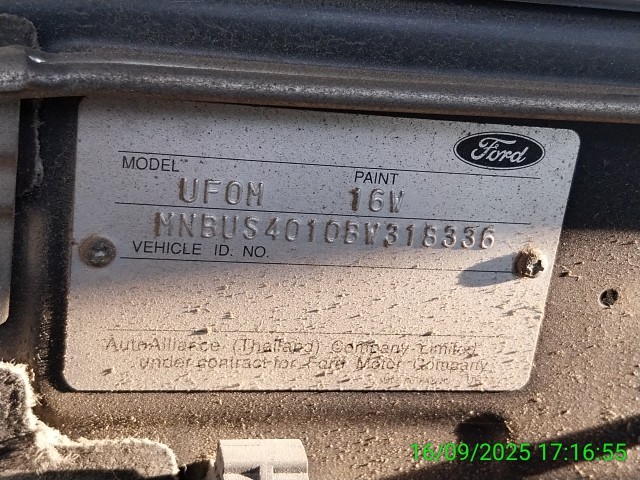 Ford
MODEL UF0M PAINT 16W
MNBUS4010BW318336
VEHICLE ID. NO.
AutoAlliance (Thailand) Company Limited
under contract for Ford Motor Company
16/09/2025 17:16:55